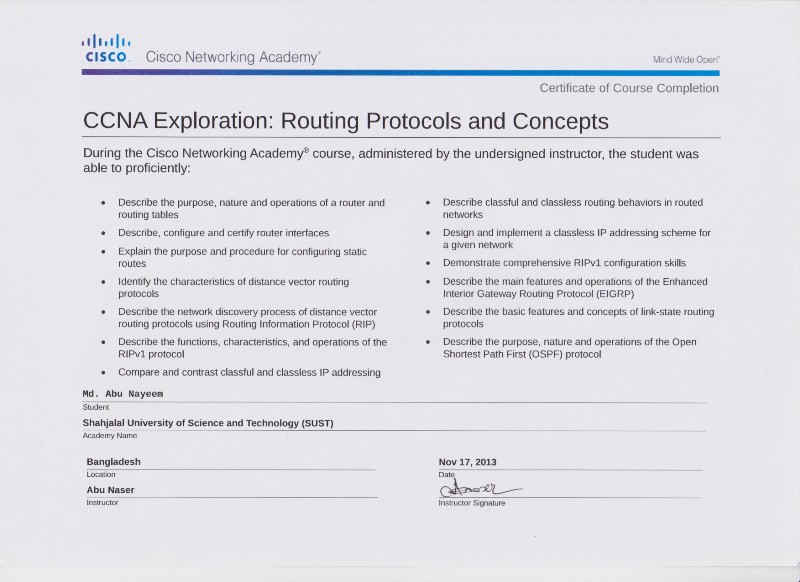 CISCO
Cisco Networking Academy®
Mind Wide Open®
Certificate of Course Completion
CCNA Exploration: Routing Protocols and Concepts
During the Cisco Networking Academy® course, administered by the undersigned instructor, the student was
able to proficiently:
• Describe the purpose, nature and operations of a router and
routing tables
• Describe, configure and certify router interfaces
• Explain the purpose and procedure for configuring static
routes
• Identify the characteristics of distance vector routing
protocols
• Describe the network discovery process of distance vector
routing protocols using Routing Information Protocol (RIP)
• Describe the functions, characteristics, and operations of the
RIPv1 protocol
• Compare and contrast classful and classless IP addressing
• Describe classful and classless routing behaviors in routed
networks
• Design and implement a classless IP addressing scheme for
a given network
• Demonstrate comprehensive RIPv1 configuration skills
• Describe the main features and operations of the Enhanced
Interior Gateway Routing Protocol (EIGRP)
• Describe the basic features and concepts of link-state routing
protocols
• Describe the purpose, nature and operations of the Open
Shortest Path First (OSPF) protocol
Md. Abu Nayeem
Student
Shahjalal University of Science and Technology (SUST)
Academy Name
Bangladesh
Location
Nov 17, 2013
Date
Abu Naser
Instructor
Instructor Signature